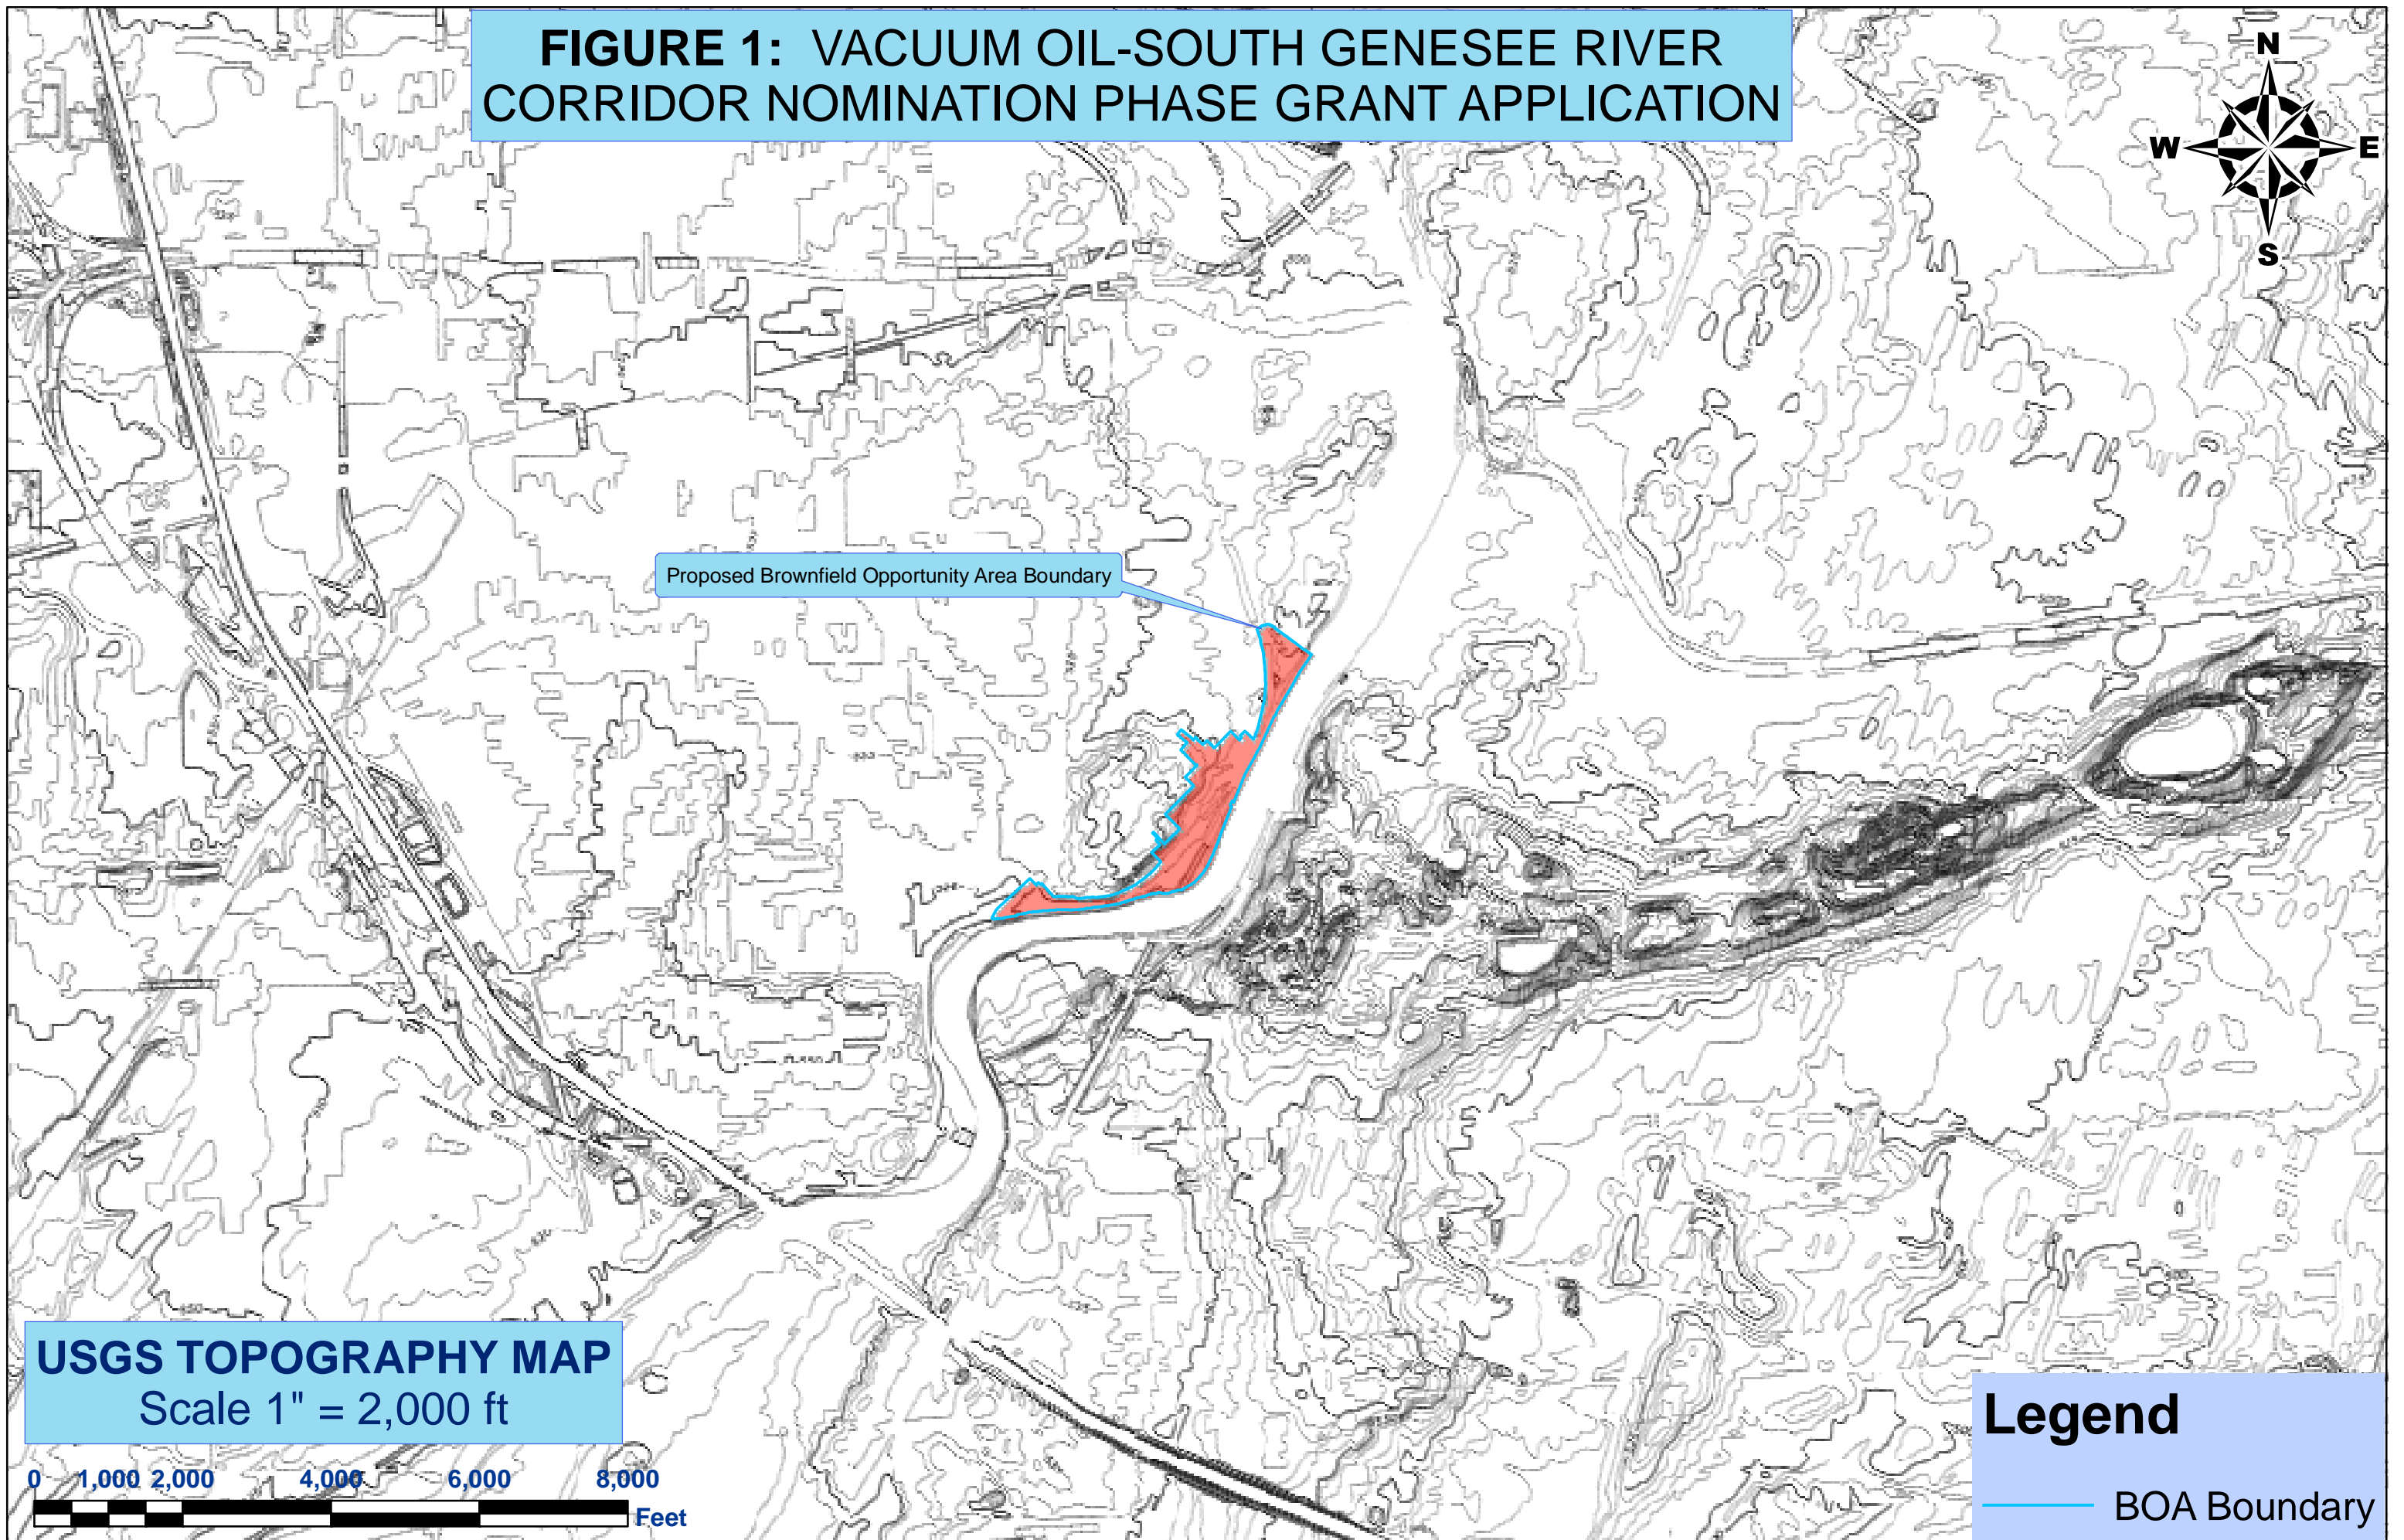 FIGURE 1: VACUUM OIL-SOUTH GENESEE RIVER
CORRIDOR NOMINATION PHASE GRANT APPLICATION
N
W
E
S
Proposed Brownfield Opportunity Area Boundary
USGS TOPOGRAPHY MAP
Scale 1" = 2,000 ft
0 1,000 2,000 4,000 6,000 8,000
Feet
Legend
BOA Boundary